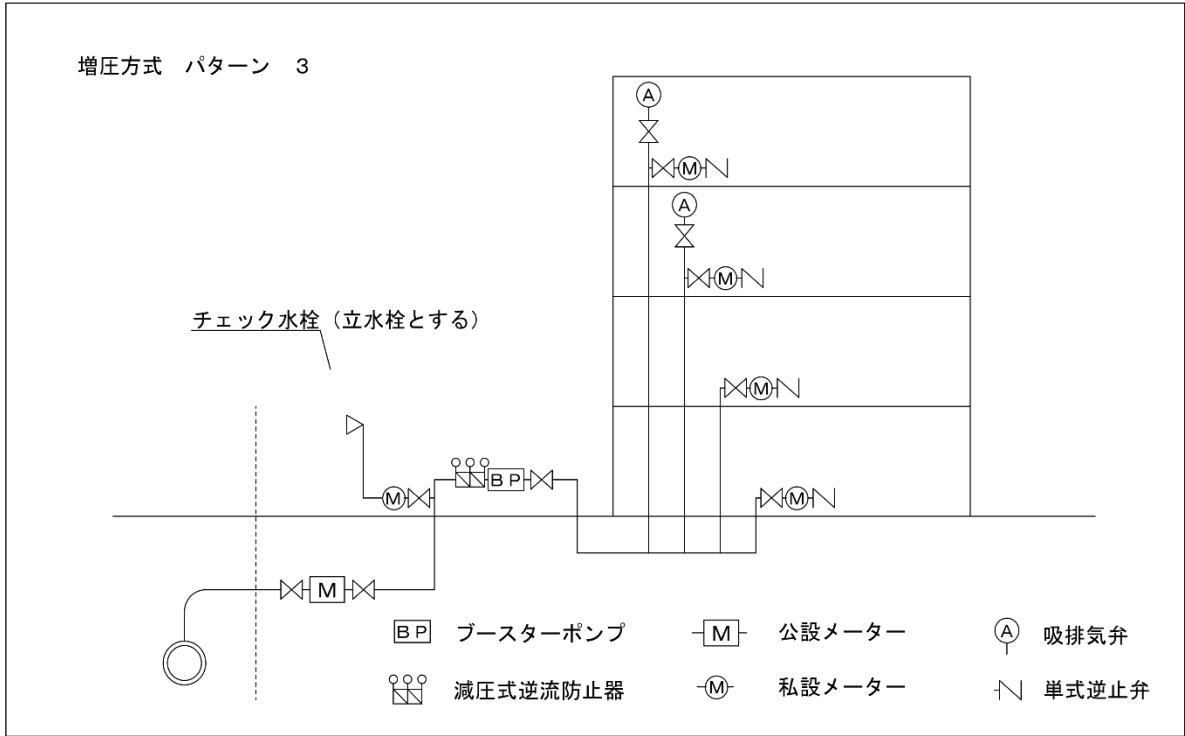 増圧方式　パターン　３
A
M
A
M
チェック水栓（立水栓とする）
M
BP
M
M
M
BP ブースターポンプ
M 公設メーター
A 吸排気弁
減圧式逆流防止器
M 私設メーター
単式逆止弁